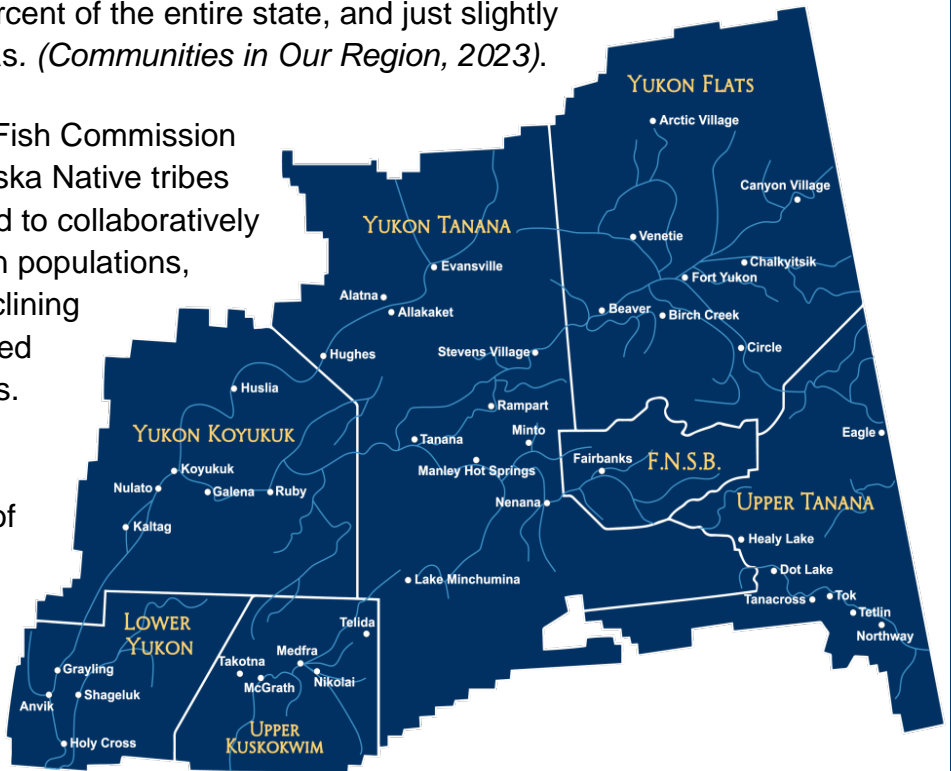 rcent of the entire state, and just slightly
as. (Communities in Our Region, 2023).
Fish Commission
ska Native tribes
d to collaboratively
n populations,
clining
ed
s.
of
YUKON FLATS
Arctic Village
Canyon Village
Venetie
Chalkyitsik
Fort Yukon
Beaver
Birch Creek
Circle
YUKON TANANA
Evansville
Alatna
Allakaket
Hughes
Stevens Village
Rampart
Tanana
Minto
Manley Hot Springs
Nenana
Lake Minchumina
YUKON KOYUKUK
Huslia
Koyukuk
Nulato
Galena
Ruby
Kaltag
F.N.S.B.
Fairbanks
UPPER TANANA
Eagle
Healy Lake
Dot Lake
Tanacross
Tok
Tetlin
Northway
LOWER
YUKON
Grayling
Anvik
Shageluk
Holy Cross
UPPER
KUSKOKWIM
Telida
Medfra
Takotna
McGrath
Nikolai